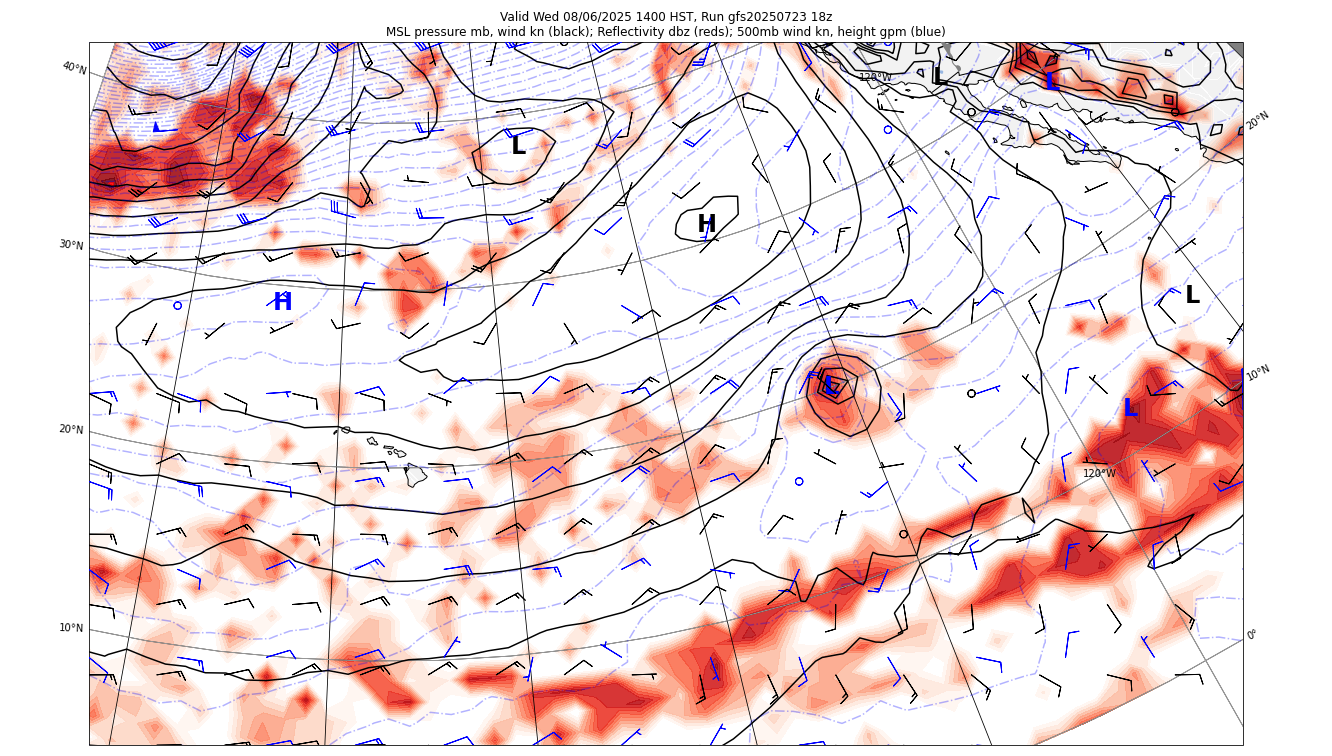 Valid Wed 08/06/2025 1400 HST, Run gfs20250723 18z
MSL pressure mb, wind kn (black); Reflectivity dbz (reds); 500mb wind kn, height gpm (blue)
40°N
120°W
L
L
20°N
L
H
30°N
H
L
L
10°N
L
20°N
120°W
10°N
0°